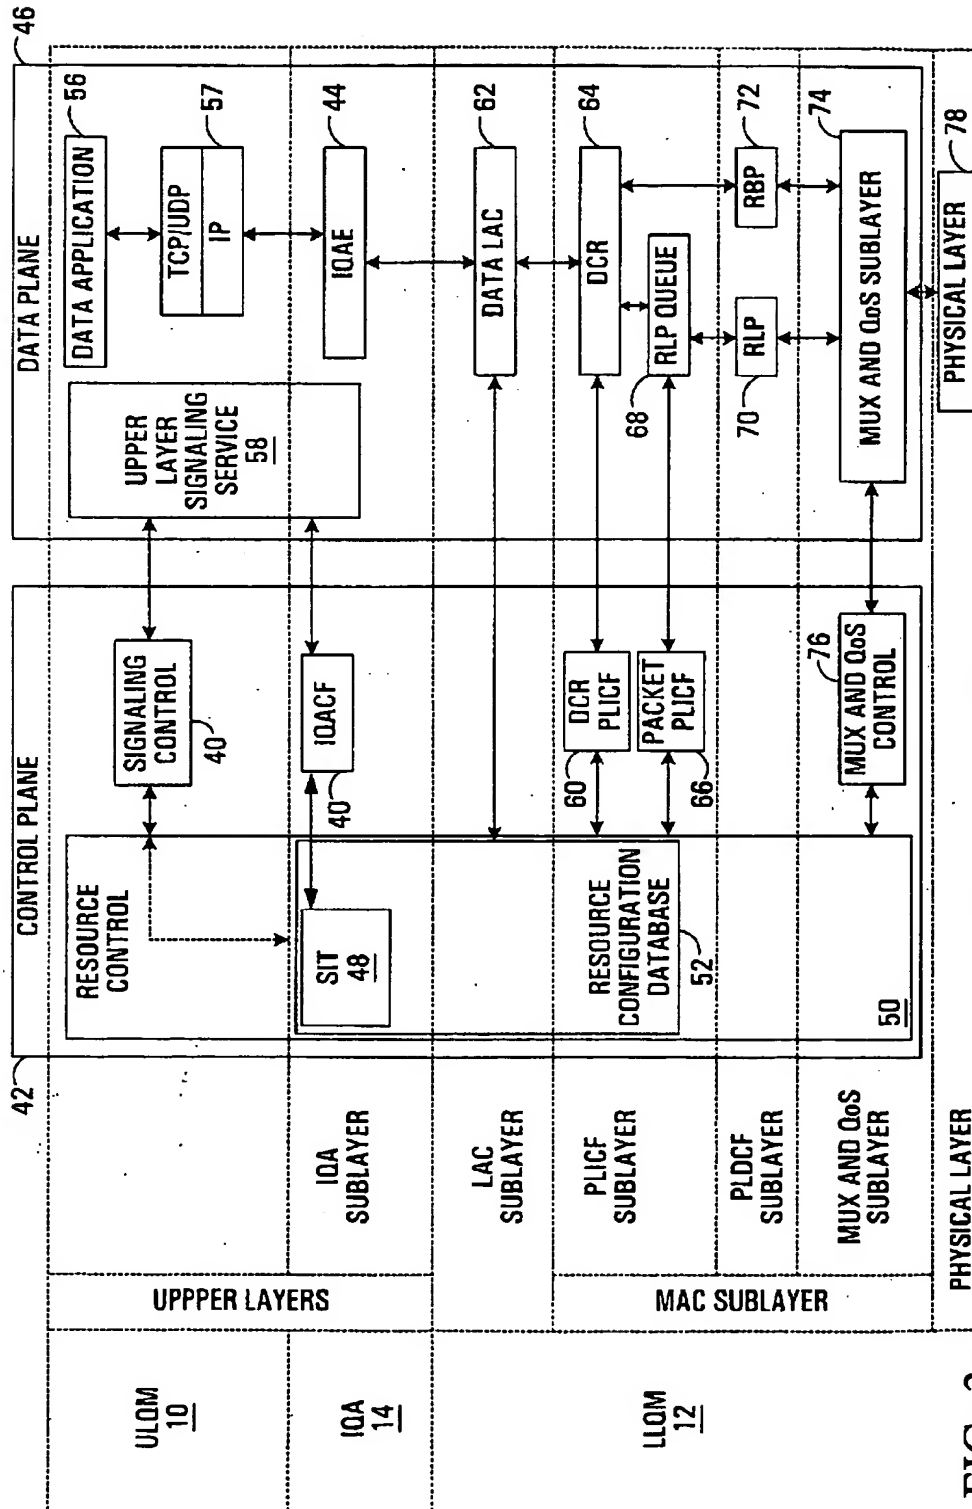 ULQM
10
IQA
14
LLQM
12
UPPPER LAYERS
MAC SUBLAYER
IQA
SUBLAYER
LAC
SUBLAYER
PLICF
SUBLAYER
PLDCF
SUBLAYER
MUX AND QoS
SUBLAYER
PHYSICAL LAYER
42
CONTROL PLANE
RESOURCE
CONTROL
SIT
48
RESOURCE
CONFIGURATION
DATABASE
52
50
SIGNALING
CONTROL
40
IQACF
40
DCR
PLICF
60
PACKET
PLICF
66
MUX AND QoS
CONTROL
76
DATA PLANE
46
UPPER
LAYER
SIGNALING
SERVICE
58
DATA APPLICATION
56
TCP/UDP
IP
57
IQAE
44
DATA LAC
62
DCR
64
RLP QUEUE
68
RLP
70
RBP
72
MUX AND QoS SUBLAYER
74
PHYSICAL LAYER
78